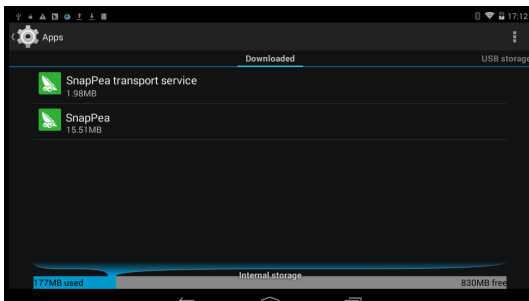 17:12
Apps
Downloaded
USB storage
SnapPea transport service
1.98MB
SnapPea
15.51MB
Internal storage
177MB used
830MB free